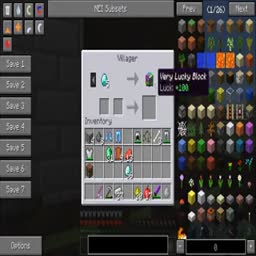 NEI Subsets
Prev
(1/26)
Next
Villager
Very Lucky Block
Luck: +100
Save 1
Save 2
Save 3
Save 4
Save 5
Save 6
Save 7
Inventory
Options
0